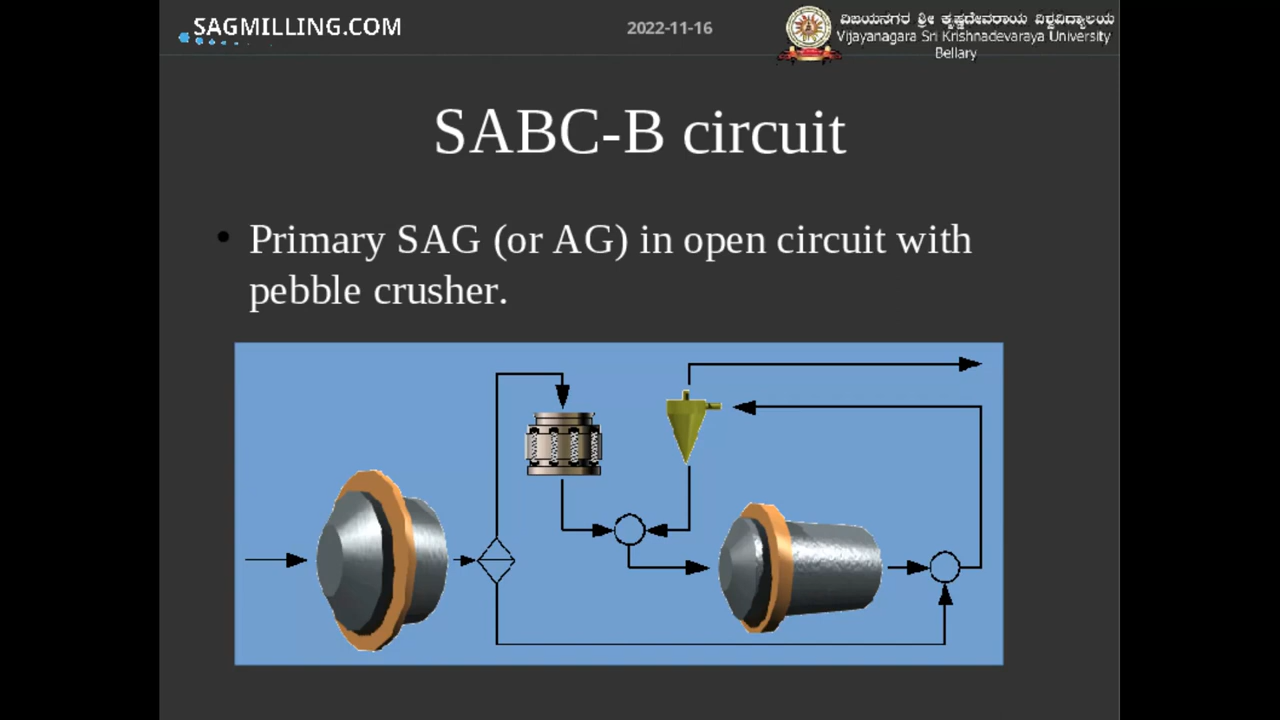 SAGMILLING.COM
2022-11-16
ವಿಜಯನಗರ ಶ್ರೀ ಕೃಷ್ಣದೇವರಾಯ ವಿಶ್ವವಿದ್ಯಾಲಯ
Vijayanagara Sri Krishnadevaraya University
Bellary
SABC-B circuit
• Primary SAG (or AG) in open circuit with
pebble crusher.